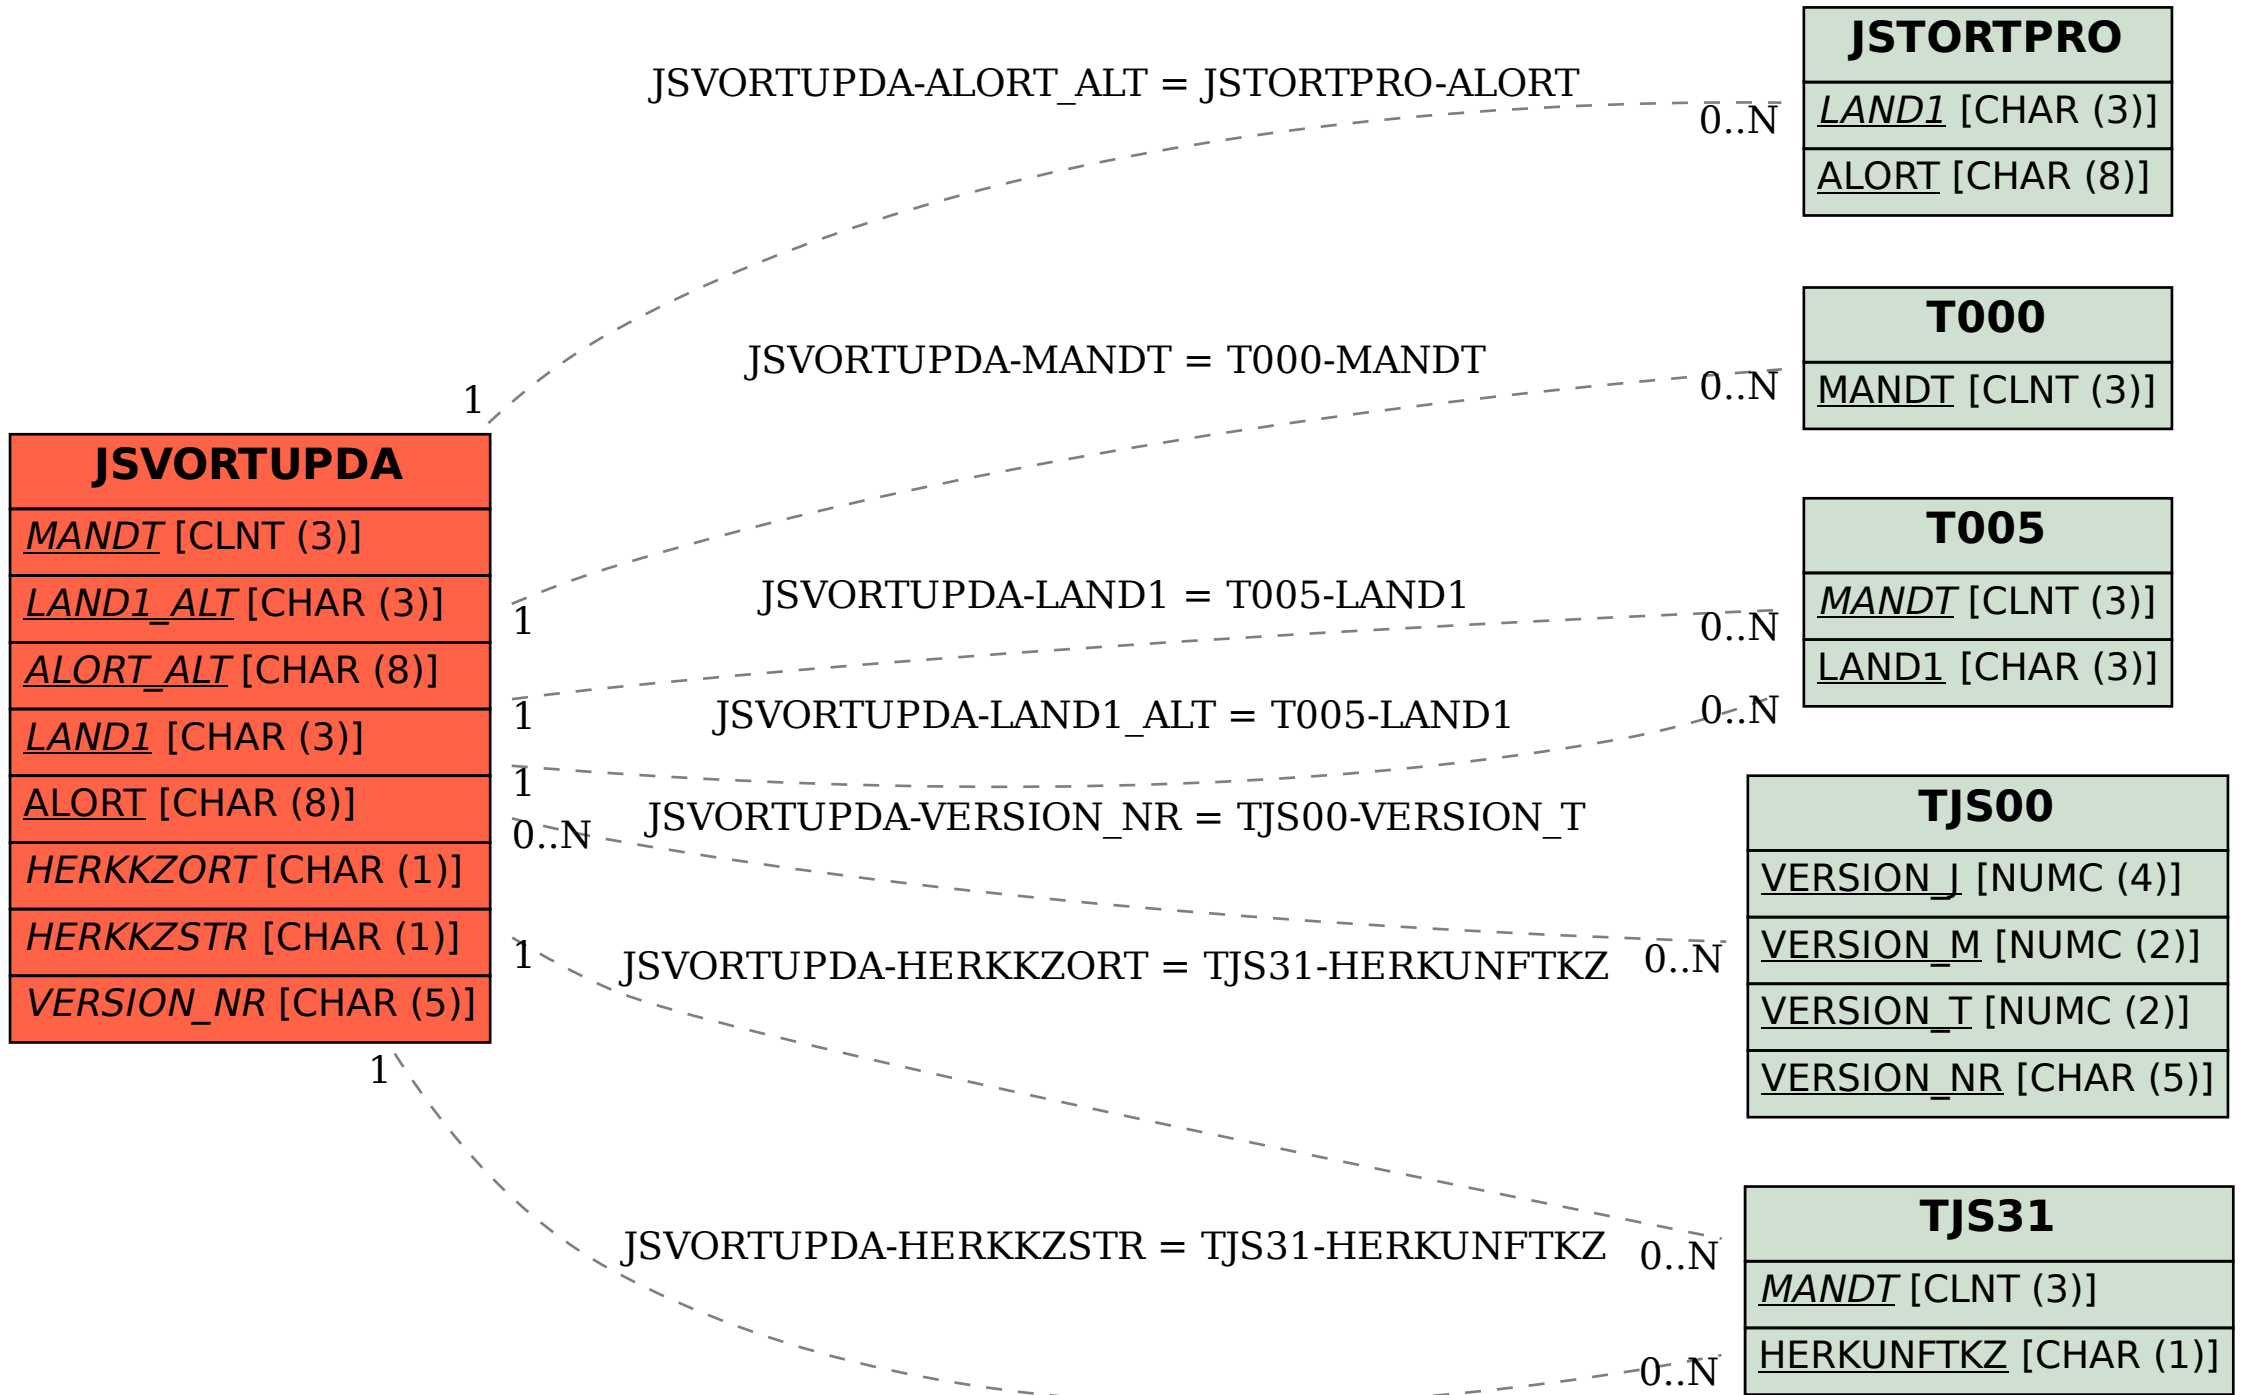 JSVORTUPDA
MANDT [CLNT (3)]
LAND1_ALT [CHAR (3)]
ALORT_ALT [CHAR (8)]
LAND1 [CHAR (3)]
ALORT [CHAR (8)]
HERKKZORT [CHAR (1)]
HERKKZSTR [CHAR (1)]
VERSION_NR [CHAR (5)]
JSVORTUPDA-ALORT_ALT = JSTORTPRO-ALORT
1
0..N
JSVORTUPDA-MANDT = T000-MANDT
1
0..N
JSVORTUPDA-LAND1 = T005-LAND1
1
0..N
JSVORTUPDA-LAND1_ALT = T005-LAND1
1
0..N
JSVORTUPDA-VERSION_NR = TJS00-VERSION_T
0..N
0..N
JSVORTUPDA-HERKKZORT = TJS31-HERKUNFTKZ
1
0..N
JSVORTUPDA-HERKKZSTR = TJS31-HERKUNFTKZ
1
0..N
JSTORTPRO
LAND1 [CHAR (3)]
ALORT [CHAR (8)]
T000
MANDT [CLNT (3)]
T005
MANDT [CLNT (3)]
LAND1 [CHAR (3)]
TJS00
VERSION_J [NUMC (4)]
VERSION_M [NUMC (2)]
VERSION_T [NUMC (2)]
VERSION_NR [CHAR (5)]
TJS31
MANDT [CLNT (3)]
HERKUNFTKZ [CHAR (1)]